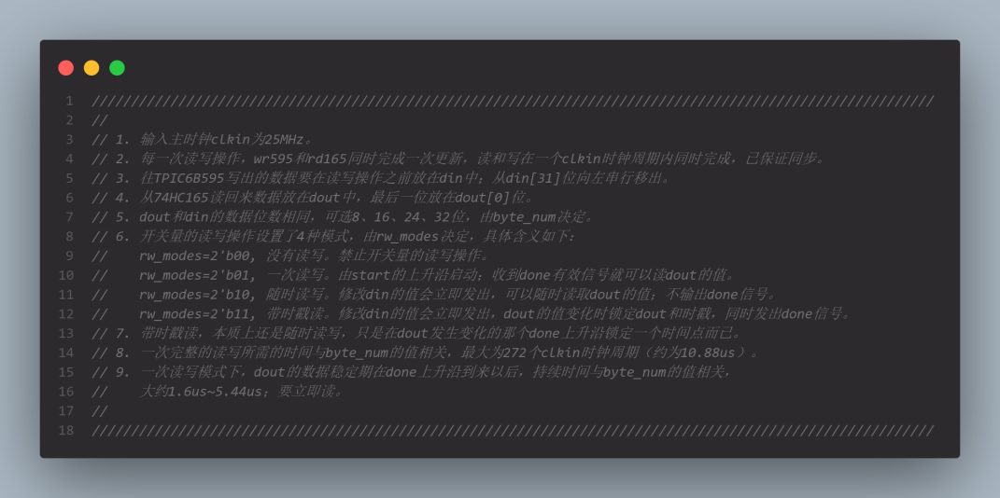 1 ///////////////////////////////////////////////////////////////////////////////////////////////////////////
2 //
3 // 1. 输入主时钟clkin为25MHz。
4 // 2. 每一次读写操作，wr595和rd165同时完成一次更新，读和写在一个clkin时钟周期内同时完成，已保证同步。
5 // 3. 往TPIC6B595写出的数据要在读写操作之前放在din中；从din[31]位向左串行移出。
6 // 4. 从74HC165读回来数据放在dout中，最后一位放在dout[0]位。
7 // 5. dout和din的数据位数相同，可选8、16、24、32位，由byte_num决定。
8 // 6. 开关量的读写操作设置了4种模式，由rw_modes决定，具体含义如下：
9 //    rw_modes=2'b00, 没有读写。禁止开关量的读写操作。
10 //    rw_modes=2'b01, 一次读写。由start的上升沿启动；收到done有效信号就可以读dout的值。
11 //    rw_modes=2'b10, 随时读写。修改din的值会立即发出，可以随时读取dout的值；不输出done信号。
12 //    rw_modes=2'b11, 带时戳读。修改din的值会立即发出，dout的值变化时锁定dout和时戳，同时发出done信号。
13 // 7. 带时戳读，本质上还是随时读写，只是在dout发生变化的那个done上升沿锁定一个时间点而已。
14 // 8. 一次完整的读写所需的时间与byte_num的值相关，最大为272个clkin时钟周期（约为10.88us）。
15 // 9. 一次读写模式下，dout的数据稳定期在done上升沿到来以后，持续时间与byte_num的值相关，
16 //    大约1.6us~5.44us；要立即读。
17 //
18 ///////////////////////////////////////////////////////////////////////////////////////////////////////////